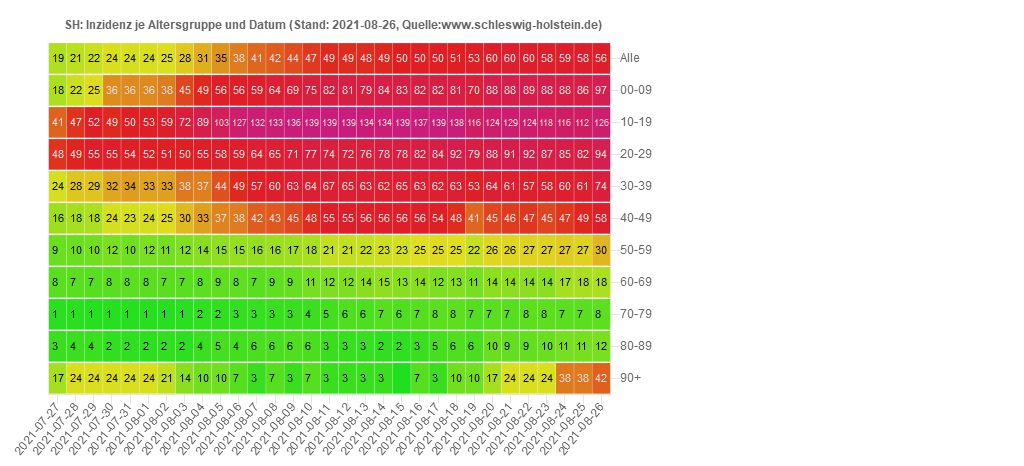 SH: Inzidenz je Altersgruppe und Datum (Stand: 2021-08-26, Quelle:www.schleswig-holstein.de)
19 21 22 24 24 24 25 28 31 35 38 41 42 44 47 49 49 48 49 50 50 50 51 53 60 60 60 58 59 58 56 Alle
18 22 25 36 36 36 38 45 49 56 56 59 64 69 75 82 81 79 84 83 82 82 81 70 88 88 89 88 88 86 97 00-09
41 47 52 49 50 53 59 72 89 103 127 132 133 136 139 139 139 134 134 139 137 139 138 116 124 129 124 118 116 112 126 10-19
48 49 55 55 54 52 51 50 55 58 59 64 65 71 77 74 72 76 78 78 82 84 92 79 88 91 92 87 85 82 94 20-29
24 28 29 32 34 33 33 38 37 44 49 57 60 63 64 67 65 63 62 65 63 62 63 53 64 61 57 58 60 61 74 30-39
16 18 18 24 23 24 25 30 33 37 38 42 43 45 48 55 55 56 56 56 56 54 48 41 45 46 47 45 47 49 58 40-49
9 10 10 12 10 12 11 12 14 15 15 16 16 17 18 21 21 22 23 23 25 25 25 22 26 26 27 27 27 27 30 50-59
8 7 7 8 8 8 7 7 8 9 8 7 9 9 11 12 12 14 15 13 14 12 13 11 14 14 14 14 17 18 18 60-69
1 1 1 1 1 1 1 1 2 2 3 3 3 3 4 5 6 6 7 6 7 8 8 7 7 7 8 8 7 7 8 70-79
3 4 4 2 2 2 2 2 4 5 4 6 6 6 6 3 3 3 2 2 3 5 6 6 10 9 9 10 11 11 12 80-89
17 24 24 24 24 24 21 14 10 10 7 3 7 3 7 3 3 3 3 7 3 10 10 17 24 24 24 38 38 42 90+
2021-07-27
2021-07-28
2021-07-29
2021-07-30
2021-07-31
2021-08-01
2021-08-02
2021-08-03
2021-08-04
2021-08-05
2021-08-06
2021-08-07
2021-08-08
2021-08-09
2021-08-10
2021-08-11
2021-08-12
2021-08-13
2021-08-14
2021-08-15
2021-08-16
2021-08-17
2021-08-18
2021-08-19
2021-08-20
2021-08-21
2021-08-22
2021-08-23
2021-08-24
2021-08-25
2021-08-26